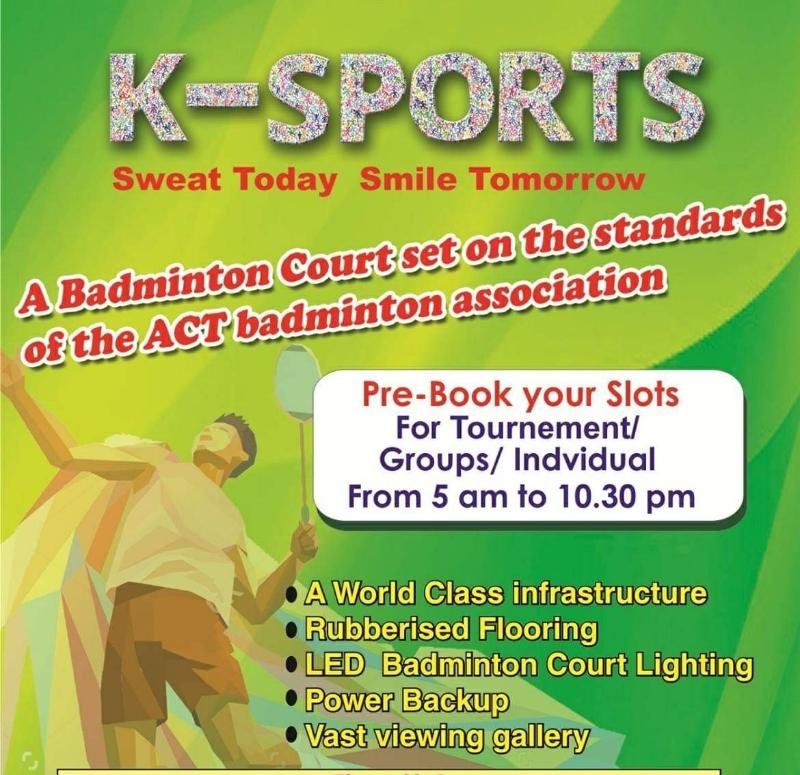 K-SPORTS
Sweat Today Smile Tomorrow
A Badminton Court set on the standards
of the ACT badminton association
Pre-Book your Slots
For Tournement/
Groups/ Indvidual
From 5 am to 10.30 pm
• A World Class infrastructure
• Rubberised Flooring
• LED Badminton Court Lighting
• Power Backup
• Vast viewing gallery